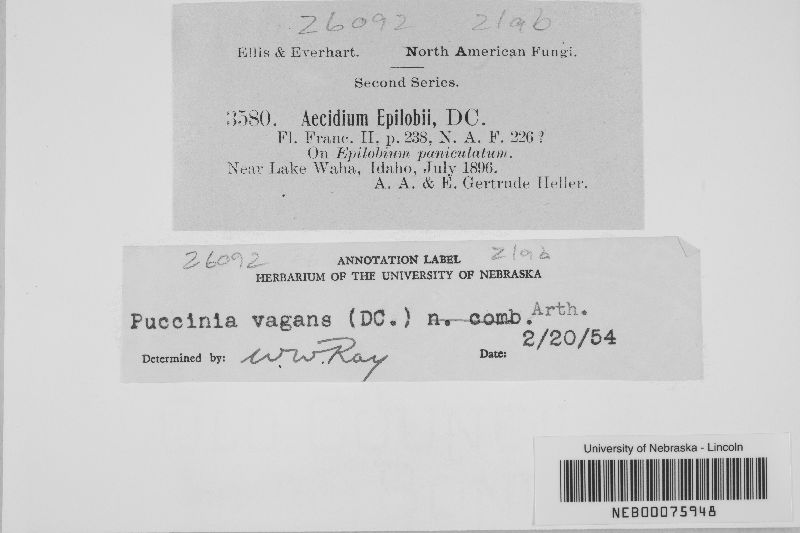 26092 21ab
Ellis & Everhart. North American Fungi.
Second Series.
3580. Aecidium Epilobii, DC.
Fl. Franc. II. p. 238, N. A. F. 226 ?
On Epilobium paniculatum.
Near Lake Waha, Idaho, July 1896.
A. A. & E. Gertrude Heller.
26092 21ab
ANNOTATION LABEL
HERBARIUM OF THE UNIVERSITY OF NEBRASKA
Puccinia vagans (DC.) n. comb. Arth.
2/20/54
Determined by: W.W. Ray Date:
University of Nebraska - Lincoln
NEB00075948